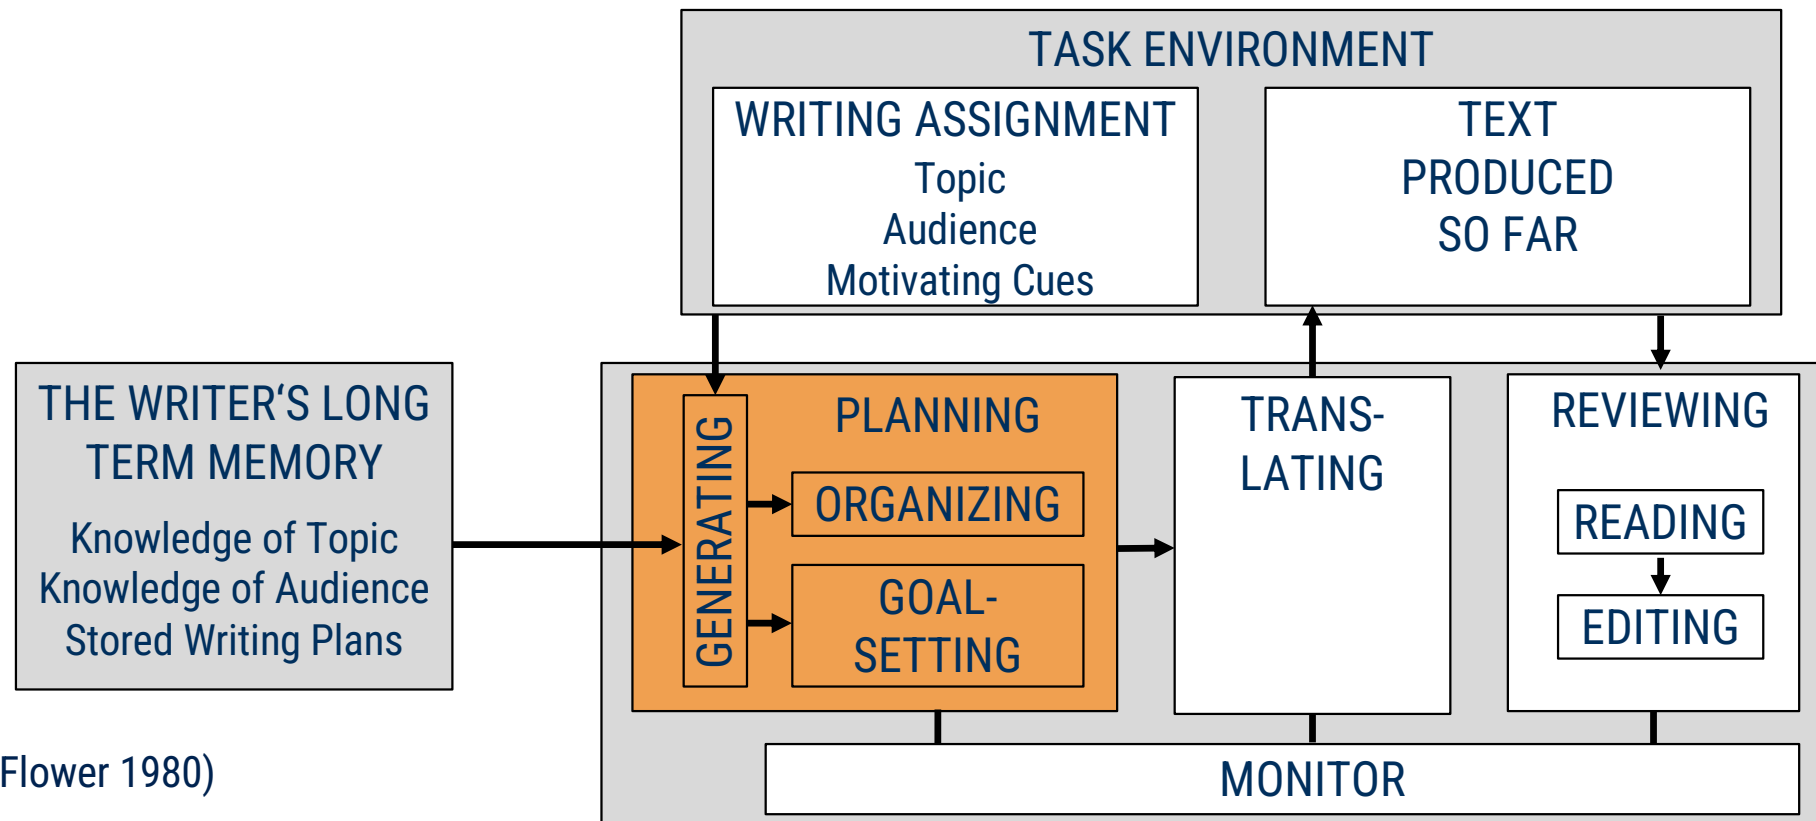 TASK ENVIRONMENT
WRITING ASSIGNMENT
Topic
Audience
Motivating Cues
TEXT
PRODUCED
SO FAR
THE WRITER‘S LONG
TERM MEMORY
Knowledge of Topic
Knowledge of Audience
Stored Writing Plans
GENERATING
PLANNING
ORGANIZING
GOAL-
SETTING
TRANS-
LATING
REVIEWING
READING
EDITING
MONITOR
Flower 1980)